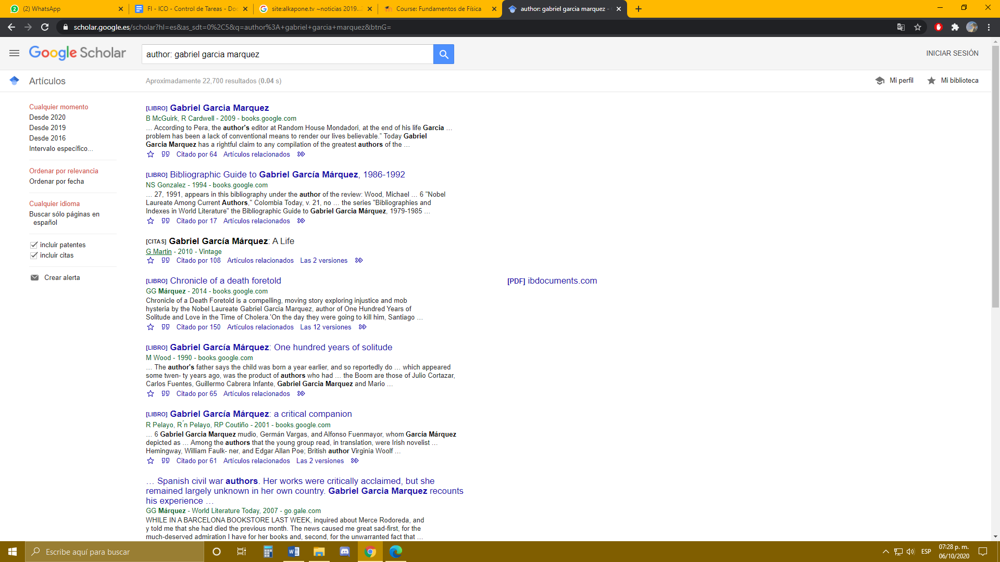 (2) WhatsApp
FI - ICO - Control de Tareas - Doc
site:alkapone.tv ~noticias 2019...2
Course: Fundamentos de Física
author: gabriel garcia marquez -
scholar.google.es/scholar?hl=es&as_sdt=0%2C5&q=author%3A+gabriel+garcia+marquez&btnG=
Google Scholar
author: gabriel garcia marquez
INICIAR SESIÓN
Artículos
Aproximadamente 22,700 resultados (0.04 s)
Mi perfil
Mi biblioteca
Cualquier momento
Desde 2020
Desde 2019
Desde 2016
Intervalo específico...
Ordenar por relevancia
Ordenar por fecha
Cualquier idioma
Buscar sólo páginas en
español
incluir patentes
incluir citas
Crear alerta
[LIBRO] Gabriel Garcia Marquez
B McGuirk, R Cardwell - 2009 - books.google.com
… According to Pera, the author's editor at Random House Mondadori, at the end of his life Garcia …
problem has been a lack of conventional means to render our lives believable.” Today Gabriel
Garcia Marquez has a rightful claim to any compilation of the greatest authors of the …
Citado por 64 Artículos relacionados
[LIBRO] Bibliographic Guide to Gabriel García Márquez, 1986-1992
NS Gonzalez - 1994 - books.google.com
… 27, 1991, appears in this bibliography under the author of the review: Wood, Michael … 6 "Nobel
Laureate Among Current Authors," Colombia Today, v. 21, no … the series "Bibliographies and
Indexes in World Literature" the Bibliographic Guide to Gabriel Garcia Márquez, 1979-1985 …
Citado por 17 Artículos relacionados
[CITAS] Gabriel García Márquez: A Life
G Martin - 2010 - Vintage
Citado por 108 Artículos relacionados Las 2 versiones
[LIBRO] Chronicle of a death foretold
[PDF] ibdocuments.com
GG Márquez - 2014 - books.google.com
Chronicle of a Death Foretold is a compelling, moving story exploring injustice and mob
hysteria by the Nobel Laureate Gabriel Garcia Marquez, author of One Hundred Years of
Solitude and Love in the Time of Cholera.'On the day they were going to kill him, Santiago …
Citado por 150 Artículos relacionados Las 12 versiones
[LIBRO] Gabriel García Márquez: One hundred years of solitude
M Wood - 1990 - books.google.com
… The author's father says the child was born a year earlier, and so reportedly do … which appeared
some twen- ty years ago, was the product of authors who had … the Boom are those of Julio Cortazar,
Carlos Fuentes, Guillermo Cabrera Infante, Gabriel Garcia Marquez and Mario …
Citado por 65 Artículos relacionados
[LIBRO] Gabriel García Márquez: a critical companion
R Pelayo, R ́n Pelayo, RP Coutiño - 2001 - books.google.com
… 6 Gabriel Garcia Marquez mudio, Germán Vargas, and Alfonso Fuenmayor, whom García Márquez
depicted as … Among the authors that the young group read, in translation, were Irish novelist …
Hemingway, William Faulk- ner, and Edgar Allan Poe; British author Virginia Woolf …
Citado por 61 Artículos relacionados Las 2 versiones
… Spanish civil war authors. Her works were critically acclaimed, but she
remained largely unknown in her own country. Gabriel Garcia Marquez recounts
his experience …
GG Márquez - World Literature Today, 2007 - go.gale.com
WHILE IN A BARCELONA BOOKSTORE LAST WEEK, inquired about Merce Rodoreda, and
y told me that she had died the previous month. The news caused me great sad-first, for the
much-deserved admiration I have for her books and, second, for the unwarranted fact that …
Escribe aquí para buscar
ESP
07:28 p. m.
06/10/2020